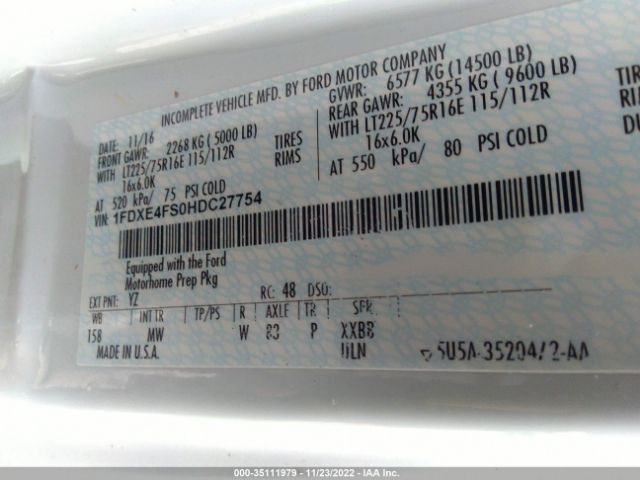 INCOMPLETE VEHICLE MFD. BY FORD MOTOR COMPANY
DATE: 11/16 GVWR: 6577 KG (14500 LB)
FRONT GAWR: 2268 KG (5000 LB) REAR GAWR: 4355 KG ( 9600 LB)
WITH LT225/75R16E 115/112R TIRES WITH LT225/75R16E 115/112R TIRE
16x6.0K RIMS 16x6.0K
AT 520 kPa/ 75 PSI COLD AT 550 kPa/ 80 PSI COLD
VIN: 1FDXE4FS0HDC27754
Equipped with the Ford
Motorhome Prep Pkg
EXT PNT: YZ RC: 48 DSO:
WB INT TR TP/PS R AXLE TR SPR
158 MW W 83 P XXB8
MADE IN U.S.A. ULN
000-35111979 - 11/23/2022 - IAA Inc.